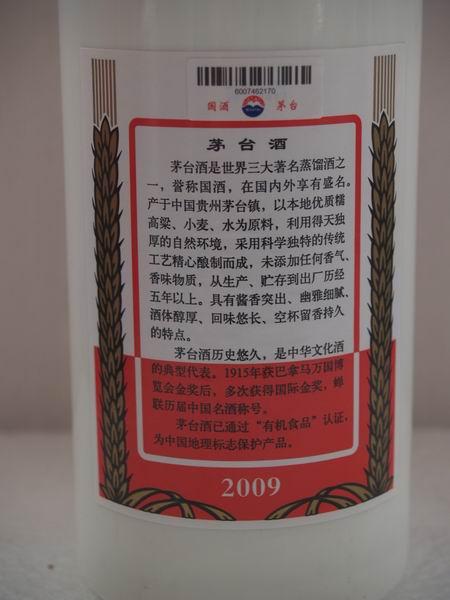 6007462170
国酒 茅台
茅台酒
茅台酒是世界三大著名蒸馏酒之
一，誉称国酒，在国内外享有盛名。
产于中国贵州茅台镇，以本地优质糯
高粱、小麦、水为原料，利用得天独
厚的自然环境，采用科学独特的传统
工艺精心酿制而成，未添加任何香气、
香味物质，从生产、贮存到出厂历经
五年以上。具有酱香突出、幽雅细腻、
酒体醇厚、回味悠长、空杯留香持久
的特点。
茅台酒历史悠久，是中华文化酒
的典型代表。1915年获巴拿马万国博
览会金奖后，多次获得国际金奖，蝉
联历届中国名酒称号。
茅台酒已通过“有机食品”认证，
为中国地理标志保护产品。
2009